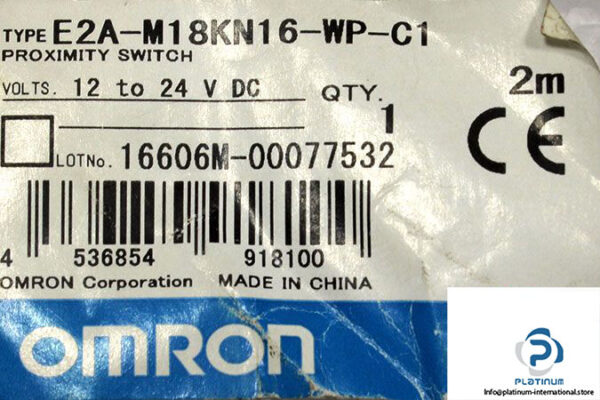 TYPE E2A-M18KN16-WP-C1
PROXIMITY SWITCH
2m
VOLTS. 12 to 24 V DC QTY.
1
LOTNo. 16606M-00077532
CE
4 536854 918100
OMRON Corporation MADE IN CHINA
OMRON
PLATINUM
Info@platinum-international.store